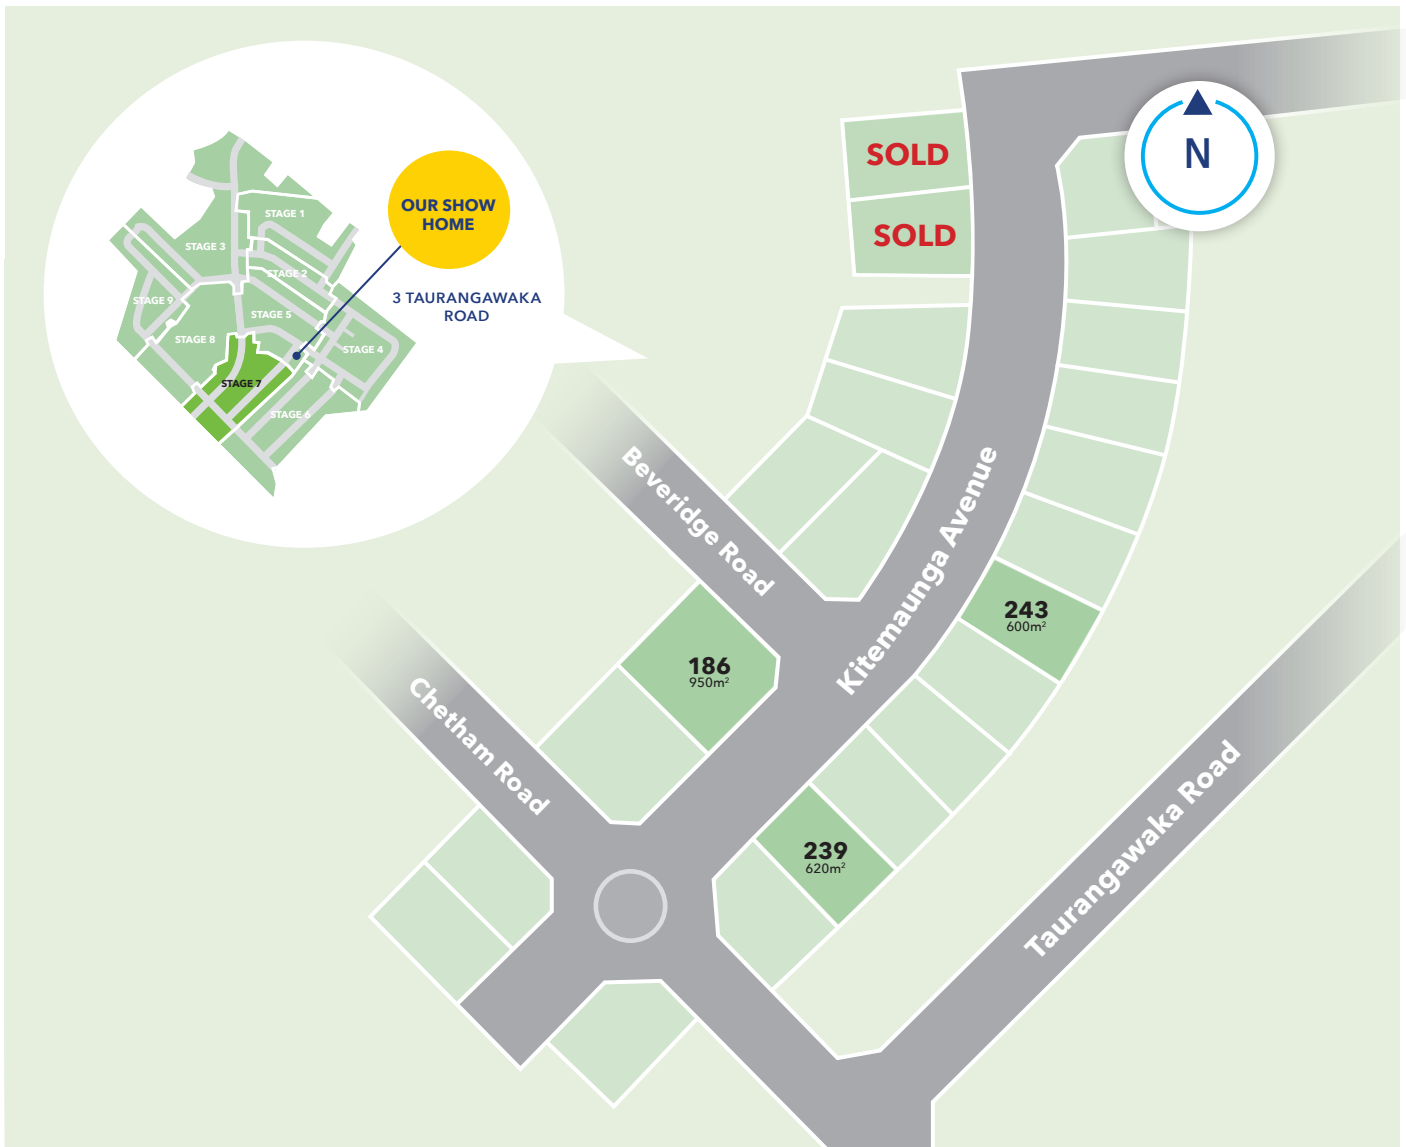 SOLD
SOLD
N
STAGE 1
STAGE 3
STAGE 2
STAGE 9
STAGE 5
STAGE 8
STAGE 4
STAGE 7
STAGE 6
OUR SHOW
HOME
3 TAURANGAWAKA
ROAD
Beveridge Road
Kitemaunga Avenue
243
600m²
186
950m²
Chetham Road
239
620m²
Taurangawaka Road